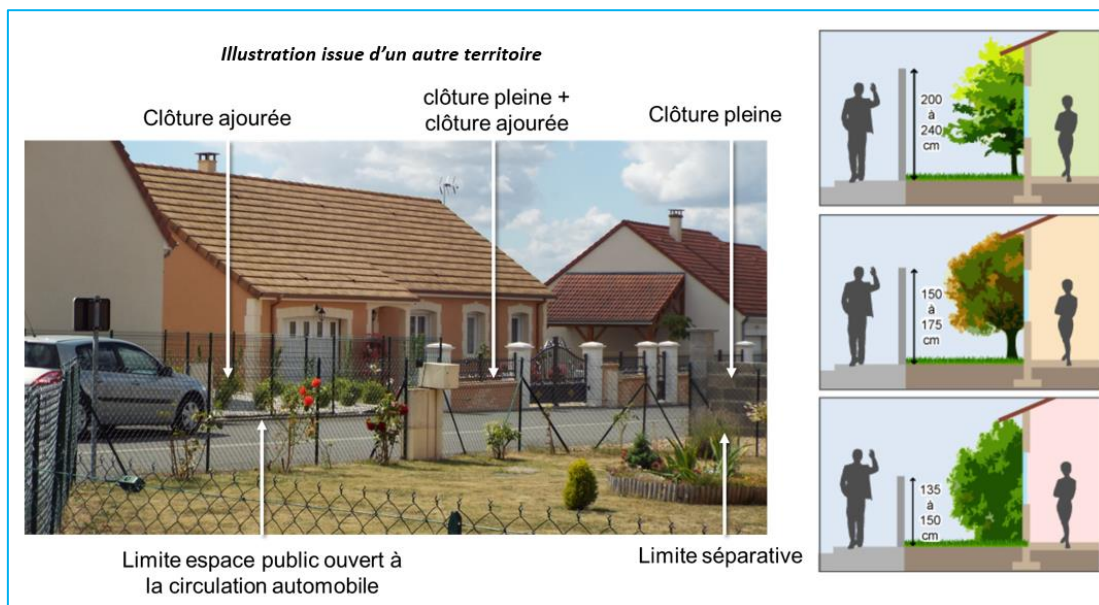 Illustration issue d'un autre territoire
Clôture ajourée
clôture pleine +
clôture ajourée
Clôture pleine
Limite espace public ouvert à
la circulation automobile
Limite séparative
200
à
240
cm
150
à
175
cm
135
à
150
cm